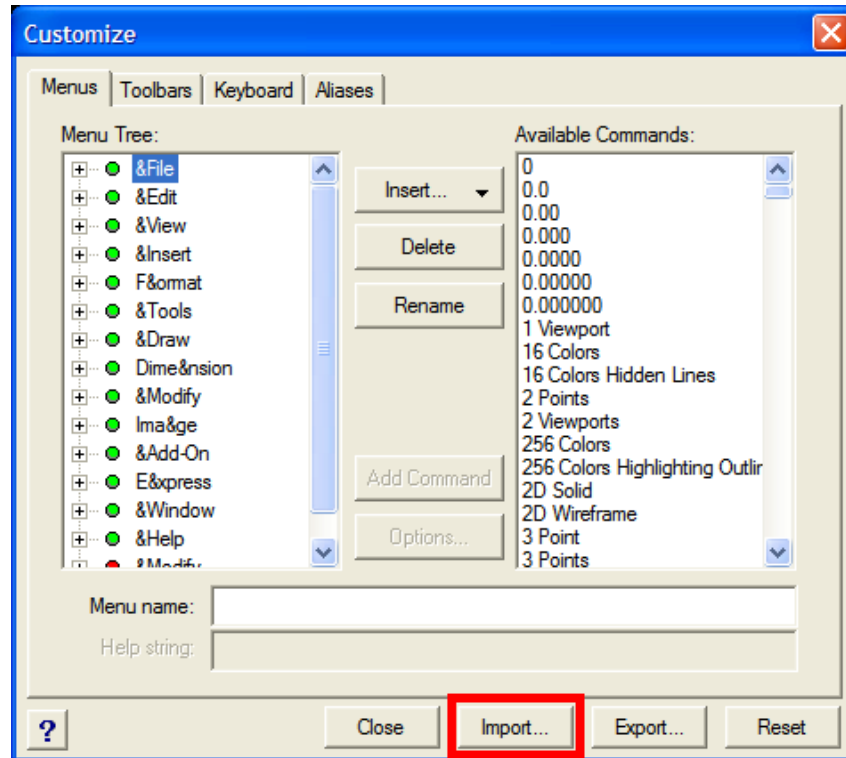 Customize
Menus Toolbars Keyboard Aliases
Menu Tree:
&File
&Edit
&View
&Insert
F&ormat
&Tools
&Draw
Dime&nsion
&Modify
Ima&ge
&Add-On
E&xpress
&Window
&Help
&Modify
Insert...
Delete
Rename
Add Command
Options...
Available Commands:
0
0.0
0.00
0.000
0.0000
0.00000
0.000000
1 Viewport
16 Colors
16 Colors Hidden Lines
2 Points
2 Viewports
256 Colors
256 Colors Highlighting Outlir
2D Solid
2D Wireframe
3 Point
3 Points
Menu name:
Help string:
? Close Import... Export... Reset